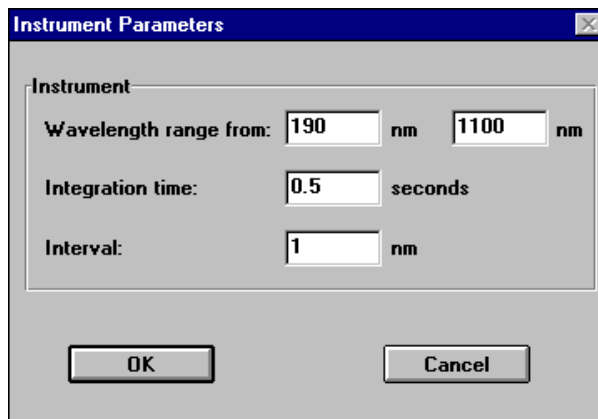 Instrument Parameters
Instrument
Wavelength range from: 190 nm 1100 nm
Integration time: 0.5 seconds
Interval: 1 nm
OK Cancel